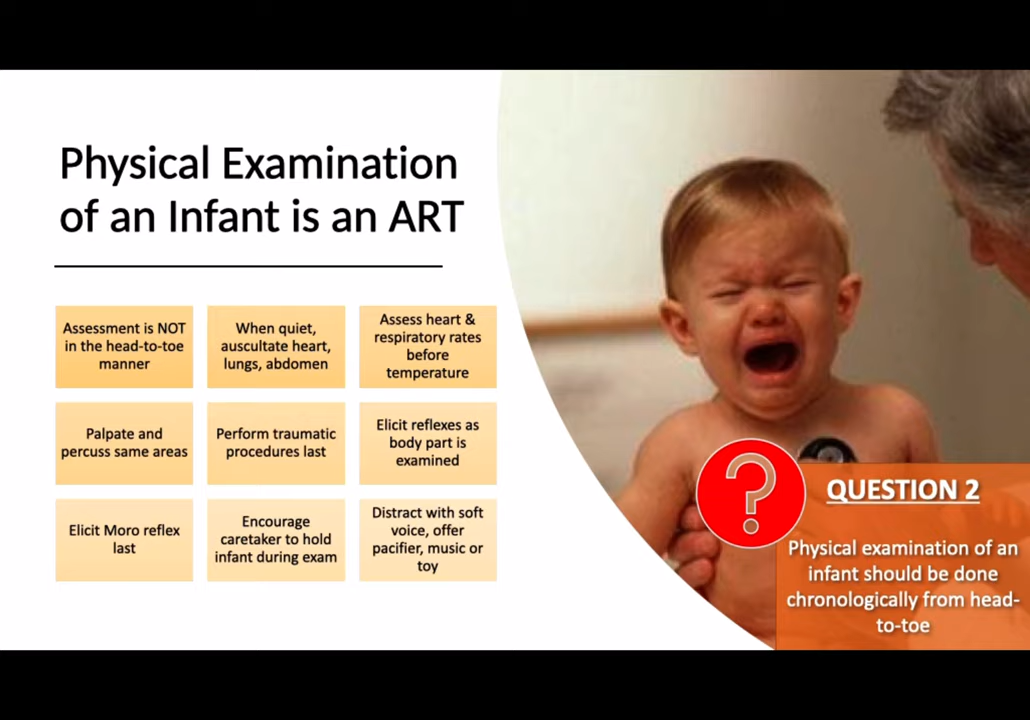 Physical Examination
of an Infant is an ART
Assessment is NOT
in the head-to-toe
manner
When quiet,
auscultate heart,
lungs, abdomen
Assess heart &
respiratory rates
before
temperature
Palpate and
percuss same areas
Perform traumatic
procedures last
Elicit reflexes as
body part is
examined
Elicit Moro reflex
last
Encourage
caretaker to hold
infant during exam
Distract with soft
voice, offer
pacifier, music or
toy
?
QUESTION 2
Physical examination of an
infant should be done
chronologically from head-
to-toe